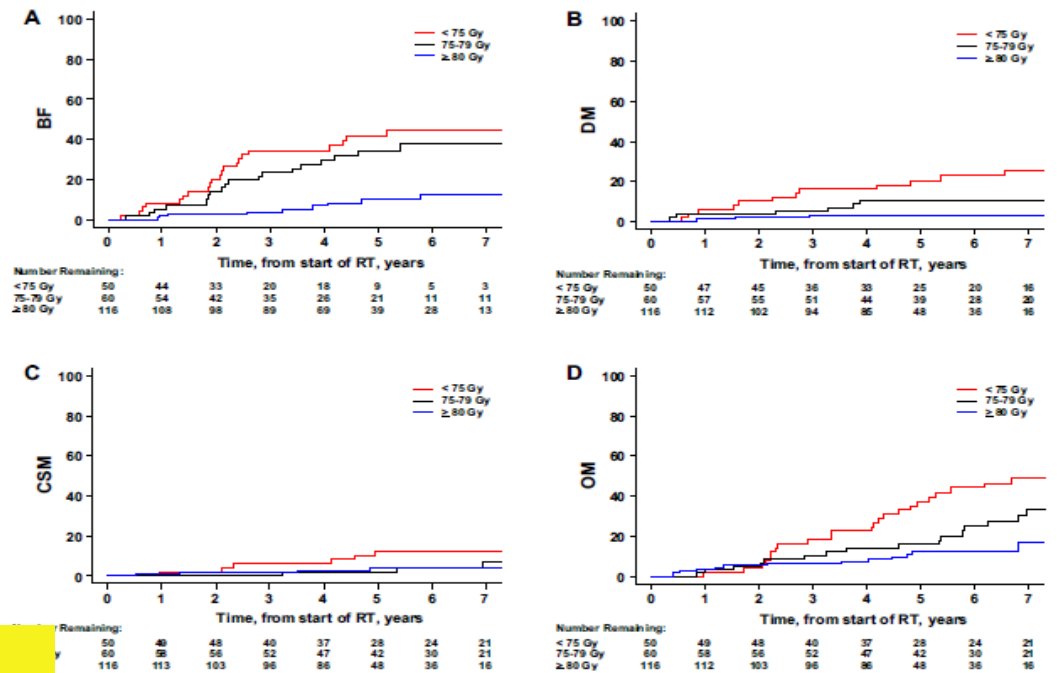 A
100
80
60
40
20
0
BF
< 75 Gy
75-79 Gy
≥ 80 Gy
0 1 2 3 4 5 6 7
Time, from start of RT, years
Number Remaining:
<75 Gy 50 44 33 20 18 9 5 3
75-79 Gy 60 54 42 35 26 21 11 11
≥ 80 Gy 116 108 98 89 69 39 28 13
B
100
80
60
40
20
0
DM
< 75 Gy
75-79 Gy
≥ 80 Gy
0 1 2 3 4 5 6 7
Time, from start of RT, years
Number Remaining:
< 75 Gy 50 47 45 36 33 25 20 16
75-79 Gy 60 57 55 51 44 39 28 20
≥ 80 Gy 116 112 102 94 85 48 36 16
C
100
80
60
40
20
0
CSM
< 75 Gy
75-79 Gy
≥ 80 Gy
0 1 2 3 4 5 6 7
Time, from start of RT, years
Remaining:
50 49 48 40 37 28 24 21
60 58 56 52 47 42 30 21
116 113 103 96 86 48 36 16
D
100
80
60
40
20
0
OM
< 75 Gy
75-79 Gy
≥ 80 Gy
0 1 2 3 4 5 6 7
Time, from start of RT, years
Number Remaining:
< 75 Gy 50 49 48 40 37 28 24 21
75-79 Gy 60 58 56 52 47 42 30 21
≥ 80 Gy 116 112 103 96 86 48 36 16